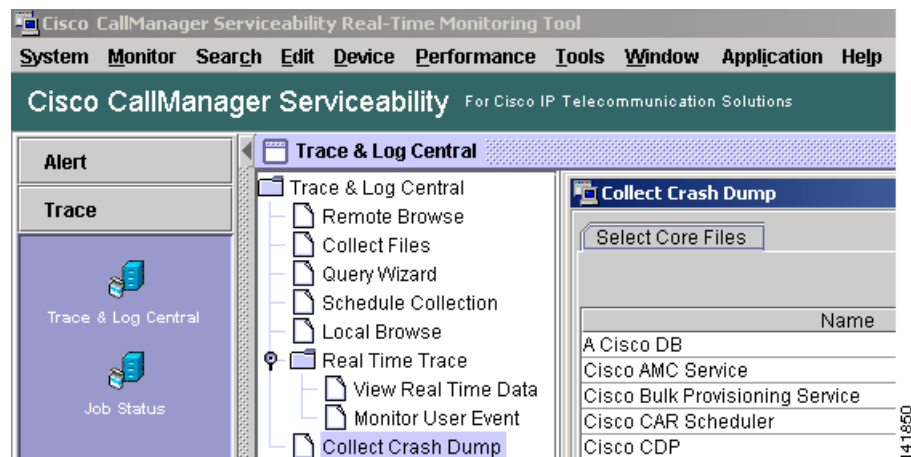 Cisco CallManager Serviceability Real-Time Monitoring Tool
System Monitor Search Edit Device Performance Tools Window Application Help
Cisco CallManager Serviceability For Cisco IP Telecommunication Solutions
Alert
Trace
Trace & Log Central
Job Status
Trace & Log Central
Trace & Log Central
Remote Browse
Collect Files
Query Wizard
Schedule Collection
Local Browse
Real Time Trace
View Real Time Data
Monitor User Event
Collect Crash Dump
Collect Crash Dump
Select Core Files
Name
A Cisco DB
Cisco AMC Service
Cisco Bulk Provisioning Service
Cisco CAR Scheduler
Cisco CDP
141850